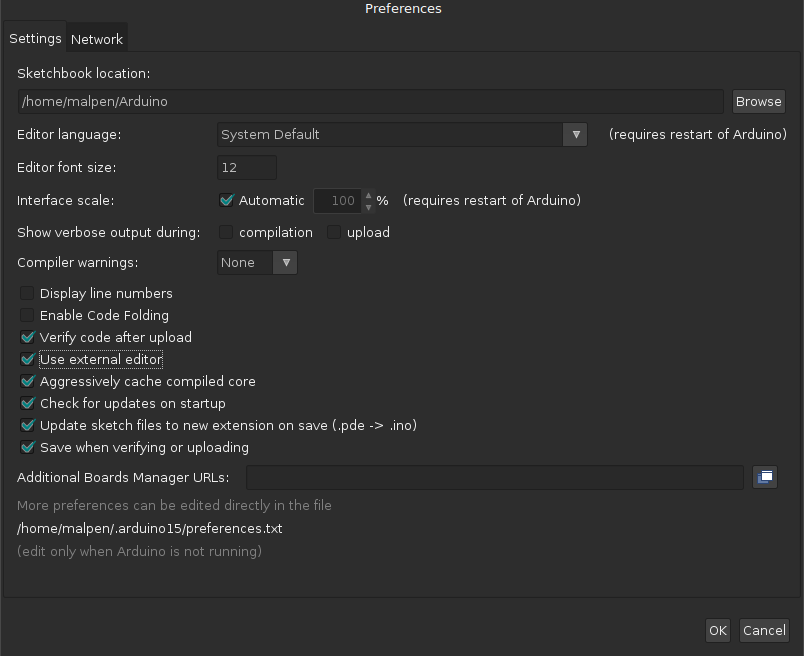 Preferences
Settings Network
Sketchbook location:
/home/malpen/Arduino Browse
Editor language: System Default (requires restart of Arduino)
Editor font size: 12
Interface scale: Automatic 100 % (requires restart of Arduino)
Show verbose output during: compilation upload
Compiler warnings: None
Display line numbers
Enable Code Folding
Verify code after upload
Use external editor
Aggressively cache compiled core
Check for updates on startup
Update sketch files to new extension on save (.pde -> .ino)
Save when verifying or uploading
Additional Boards Manager URLs:
More preferences can be edited directly in the file
/home/malpen/.arduino15/preferences.txt
(edit only when Arduino is not running)
OK Cancel